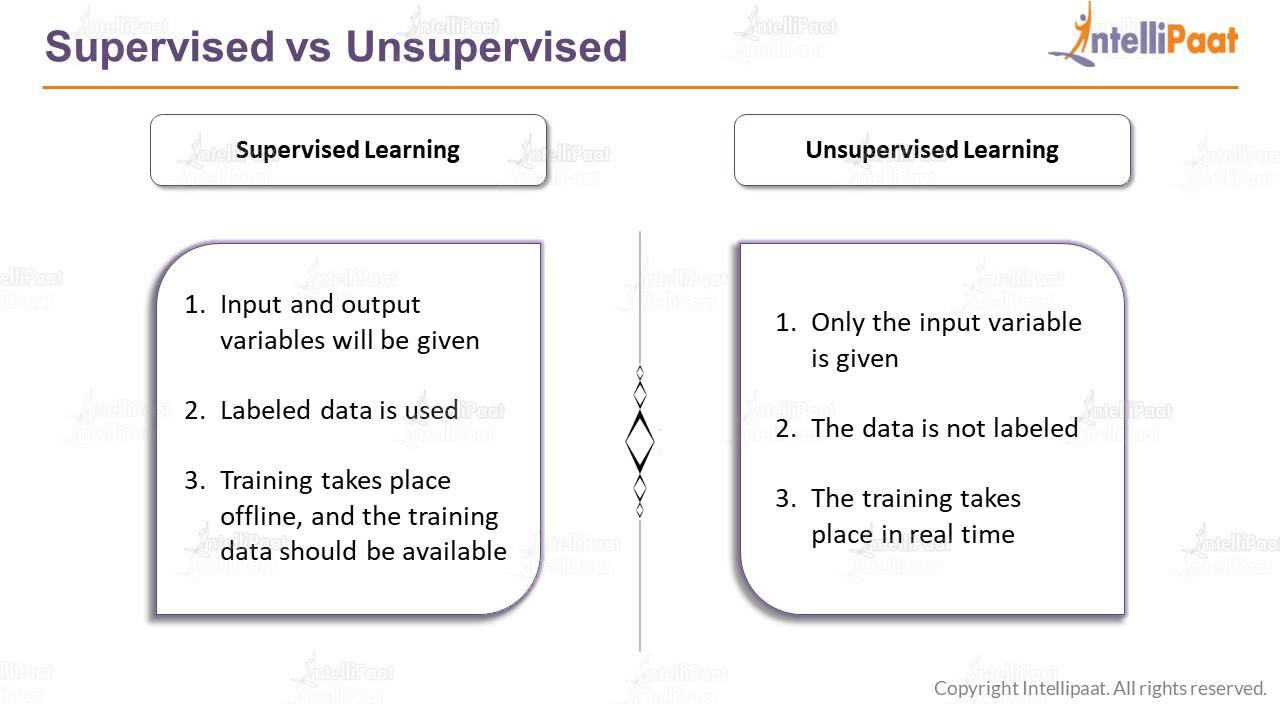 Supervised vs Unsupervised
IntelliPaat
Supervised Learning
Unsupervised Learning
1. Input and output
variables will be given
2. Labeled data is used
3. Training takes place
offline, and the training
data should be available
1. Only the input variable
is given
2. The data is not labeled
3. The training takes
place in real time
Copyright Intellipaat. All rights reserved.